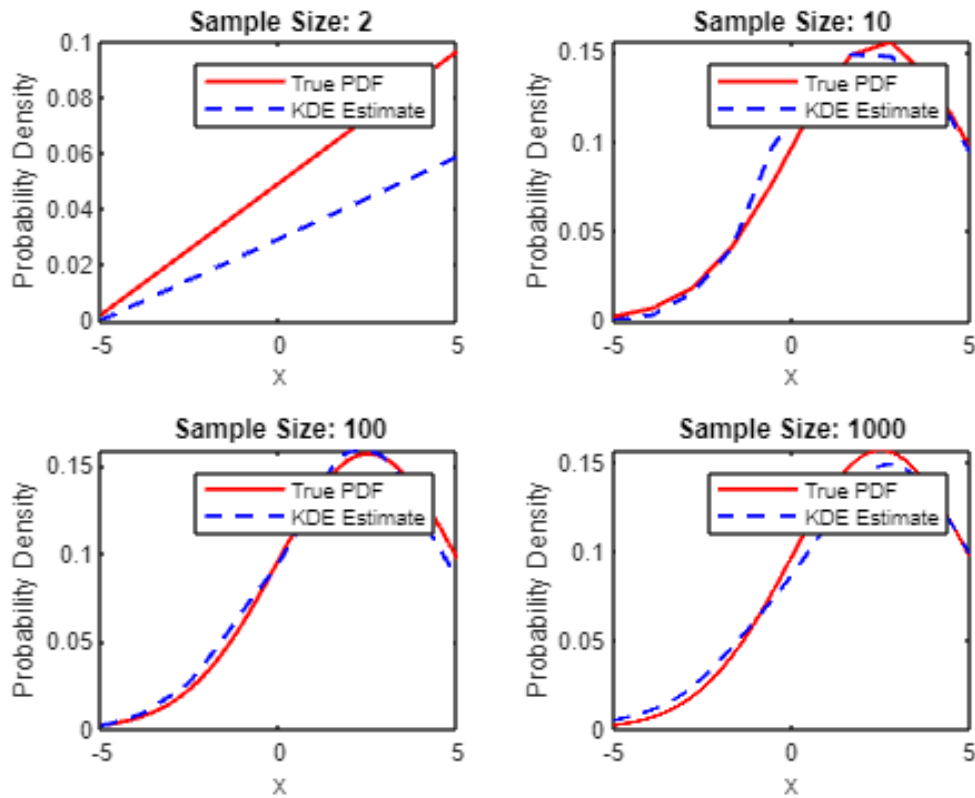 Sample Size: 2
0.1
0.08
0.06
0.04
0.02
0
-5
0
5
X
Probability Density
True PDF
KDE Estimate
Sample Size: 10
0.15
0.1
0.05
0
-5
0
5
X
Probability Density
True PDF
KDE Estimate
Sample Size: 100
0.15
0.1
0.05
0
-5
0
5
X
Probability Density
True PDF
KDE Estimate
Sample Size: 1000
0.15
0.1
0.05
0
-5
0
5
X
Probability Density
True PDF
KDE Estimate